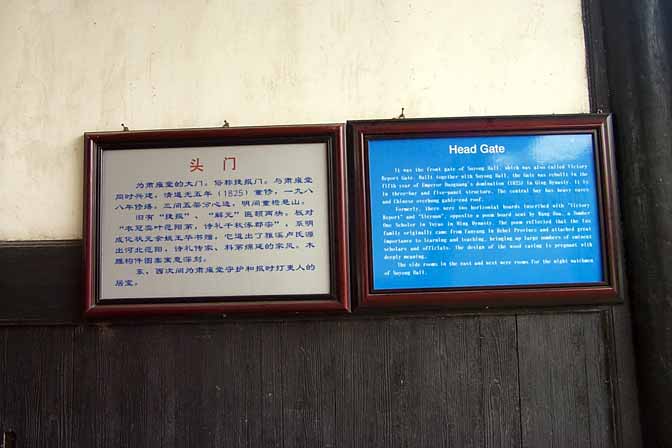 头 门
为肃雍堂的大门，俗称捷报门。与肃雍堂
同时兴建，清道光五年（1825）重修，一九八
八年修缮。三间五架分心造，明间重檐悬山。
旧有“捷报”、“解元”匾额两块，板对
“衣冠奕叶范阳第，诗礼千秋涿郡宗”，系明
成化状元余姚王华书赠，它道出了雅溪卢氏源
出河北范阳，诗礼传家、科第绵延的家风。木
雕构件图案寓意深刻。
东、西次间为肃雍堂守护和报时打更人的
居室。
Head Gate
It was the front gate of Suyong Hall, which was also called Victory
Report Gate. Built together with Suyong Hall, the Gate was rebuilt in the
fifth year of Emperor Daoguang's domination (1825) in Qing Dynasty. It is
in three-bay and five-panel structure. The central bay has heavy eaves
and Chinese overhang gable-end roof.
Formerly, there were two horizontal boards inscribed with "Victory
Report" and "Xieyuan", opposite a poem board sent by Wang Hua, a Number
One Scholar in Yuyao in Ming Dynasty. The poem reflected that the Lus
family originally came from Fanyang in Hebei Province and attached great
importance to learning and teaching, bringing up large numbers of eminent
scholars and officials. The design of the wood caving is pregnant with
deeply meaning.
The side rooms in the east and west were rooms for the night watchmen
of Suyong Hall.